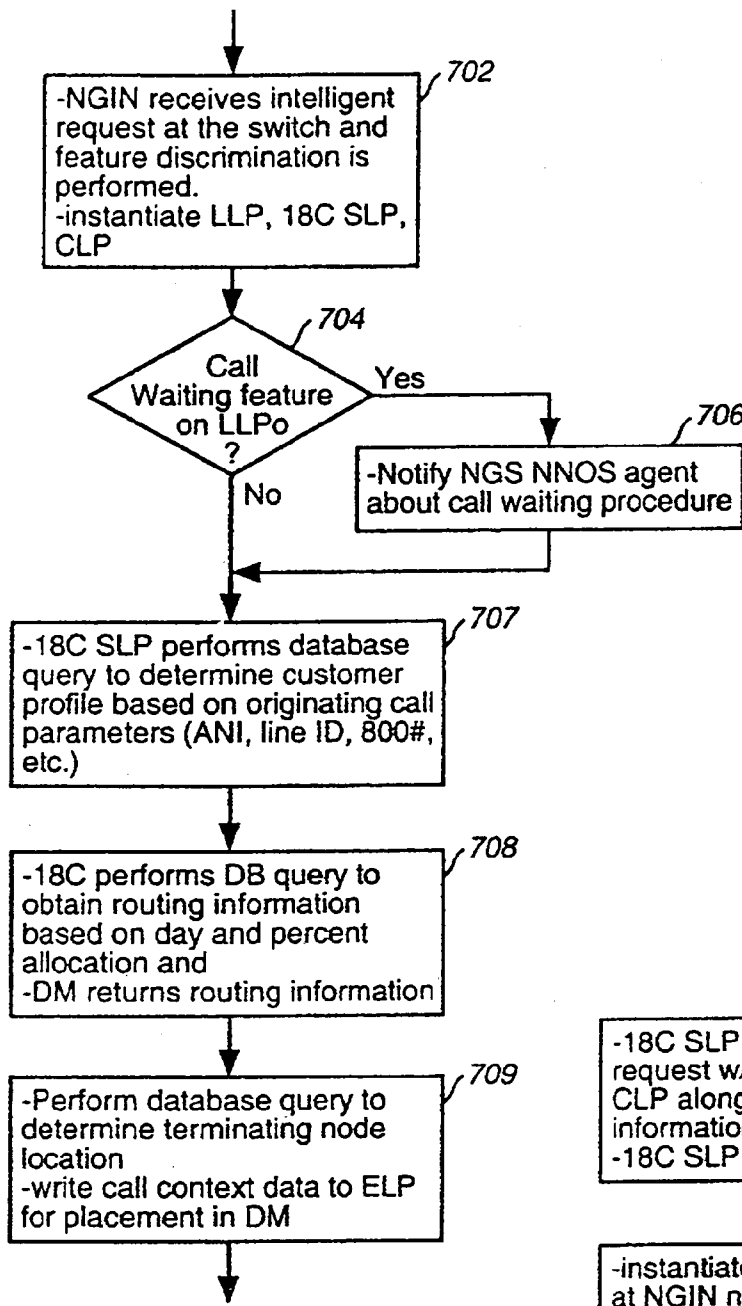 702
-NGIN receives intelligent
request at the switch and
feature discrimination is
performed.
-instantiate LLP, 18C SLP,
CLP
704
Call
Waiting feature
on LLPo
?
Yes
No
706
-Notify NGS NNOS agent
about call waiting procedure
707
-18C SLP performs database
query to determine customer
profile based on originating call
parameters (ANI, line ID, 800#,
etc.)
708
-18C performs DB query to
obtain routing information
based on day and percent
allocation and
-DM returns routing information
709
-Perform database query to
determine terminating node
location
-write call context data to ELP
for placement in DM
-18C SLP
request w
CLP along
informatio
-18C SLP
-instantiate
at NGIN n